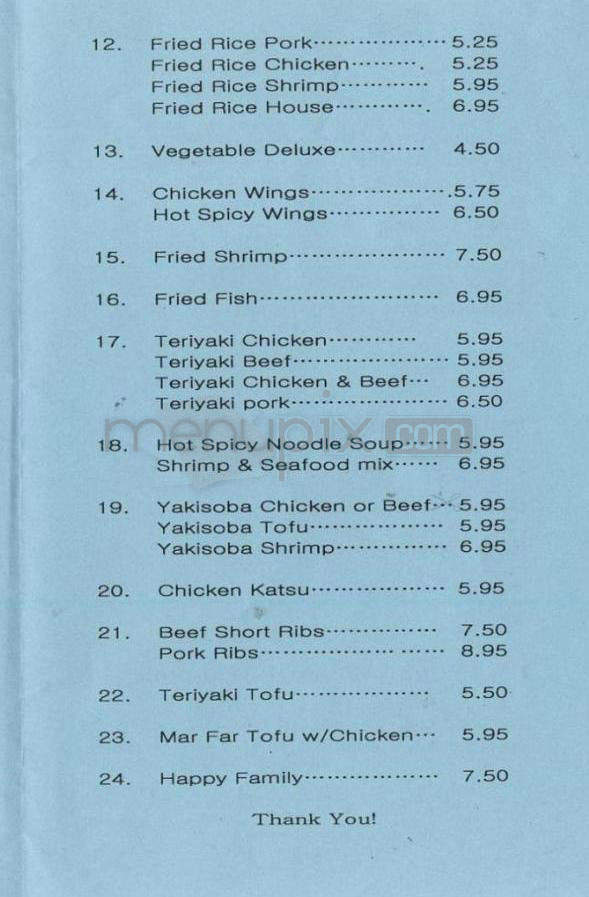 12. Fried Rice Pork.................. 5.25
Fried Rice Chicken.......... 5.25
Fried Rice Shrimp............ 5.95
Fried Rice House............. 6.95
13. Vegetable Deluxe............ 4.50
14. Chicken Wings...................5.75
Hot Spicy Wings............... 6.50
15. Fried Shrimp...................... 7.50
16. Fried Fish......................... 6.95
17. Teriyaki Chicken............ 5.95
Teriyaki Beef..................... 5.95
Teriyaki Chicken & Beef... 6.95
Teriyaki pork..................... 6.50
menupix.com
18. Hot Spicy Noodle Soup...... 5.95
Shrimp & Seafood mix...... 6.95
19. Yakisoba Chicken or Beef... 5.95
Yakisoba Tofu.................. 5.95
Yakisoba Shrimp............... 6.95
20. Chicken Katsu.................. 5.95
21. Beef Short Ribs............... 7.50
Pork Ribs........................ 8.95
22. Teriyaki Tofu.................. 5.50
23. Mar Far Tofu w/Chicken... 5.95
24. Happy Family.................. 7.50
Thank You!